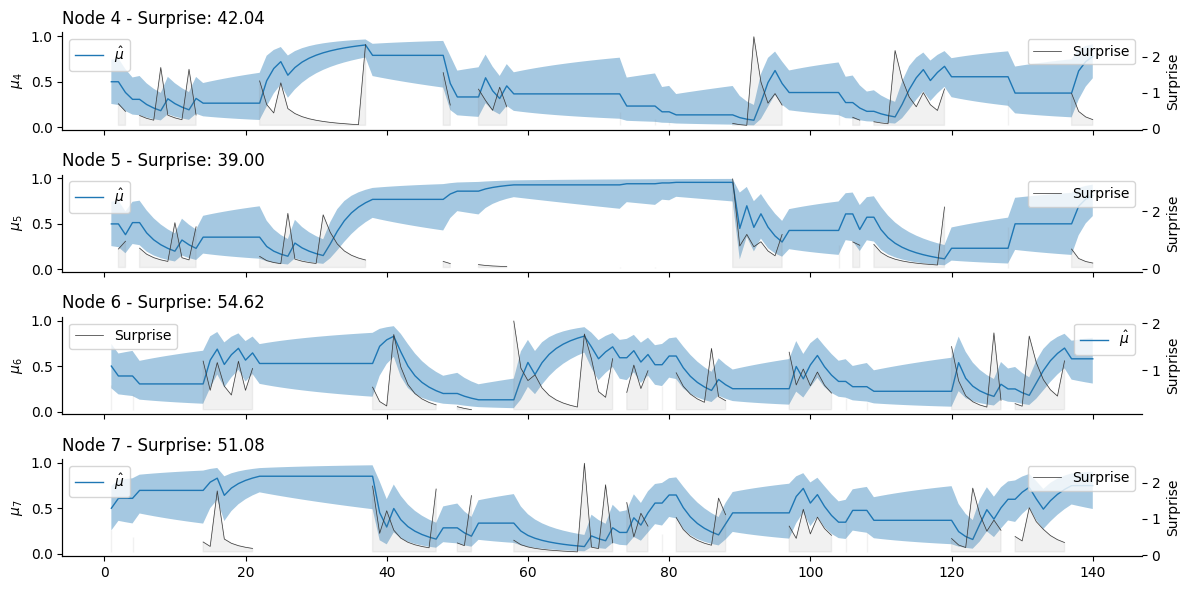 Node 4 - Surprise: 42.04
1.0
0.5
0.0
μ₄
μ̂
Surprise
2
1
0
Surprise
Node 5 - Surprise: 39.00
1.0
0.5
0.0
μ₅
μ̂
Surprise
2
0
Surprise
Node 6 - Surprise: 54.62
1.0
0.5
0.0
μ₆
Surprise
μ̂
2
1
Surprise
Node 7 - Surprise: 51.08
1.0
0.5
0.0
μ₇
μ̂
Surprise
2
1
0
Surprise
0 20 40 60 80 100 120 140